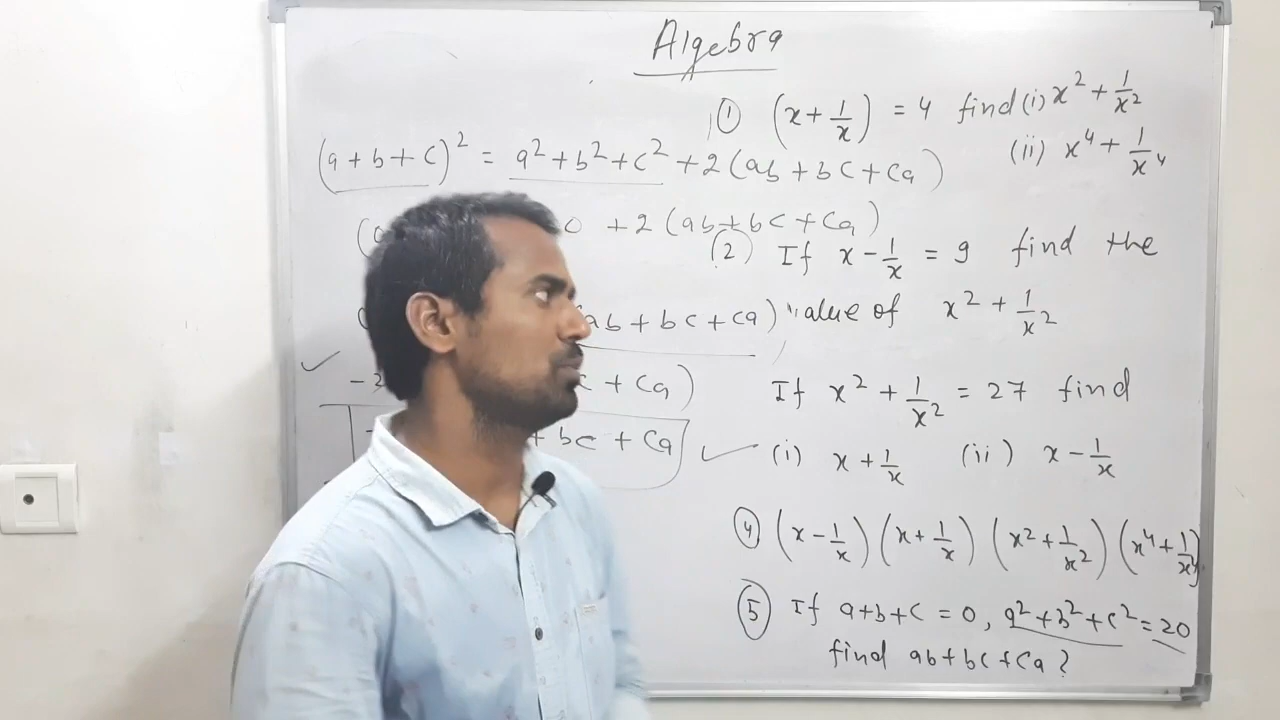 Algebra
① (x + 1/x) = 4 find (i) x² + 1/x²
(ii) x⁴ + 1/x⁴
(a + b + c)² = a² + b² + c² + 2(ab + bc + ca)
0 + 2(ab + bc + ca)
(2) If x - 1/x = 9 find the
value of x² + 1/x²
ab + bc + ca)
If x² + 1/x² = 27 find
(i) x + 1/x (ii) x - 1/x
+ ca)
+ bc + ca
④ (x - 1/x) (x + 1/x) (x² + 1/x²) (x⁴ + 1/x⁴)
⑤ If a+b+c = 0, a²+b²+c² = 20
find ab+bc+ca?